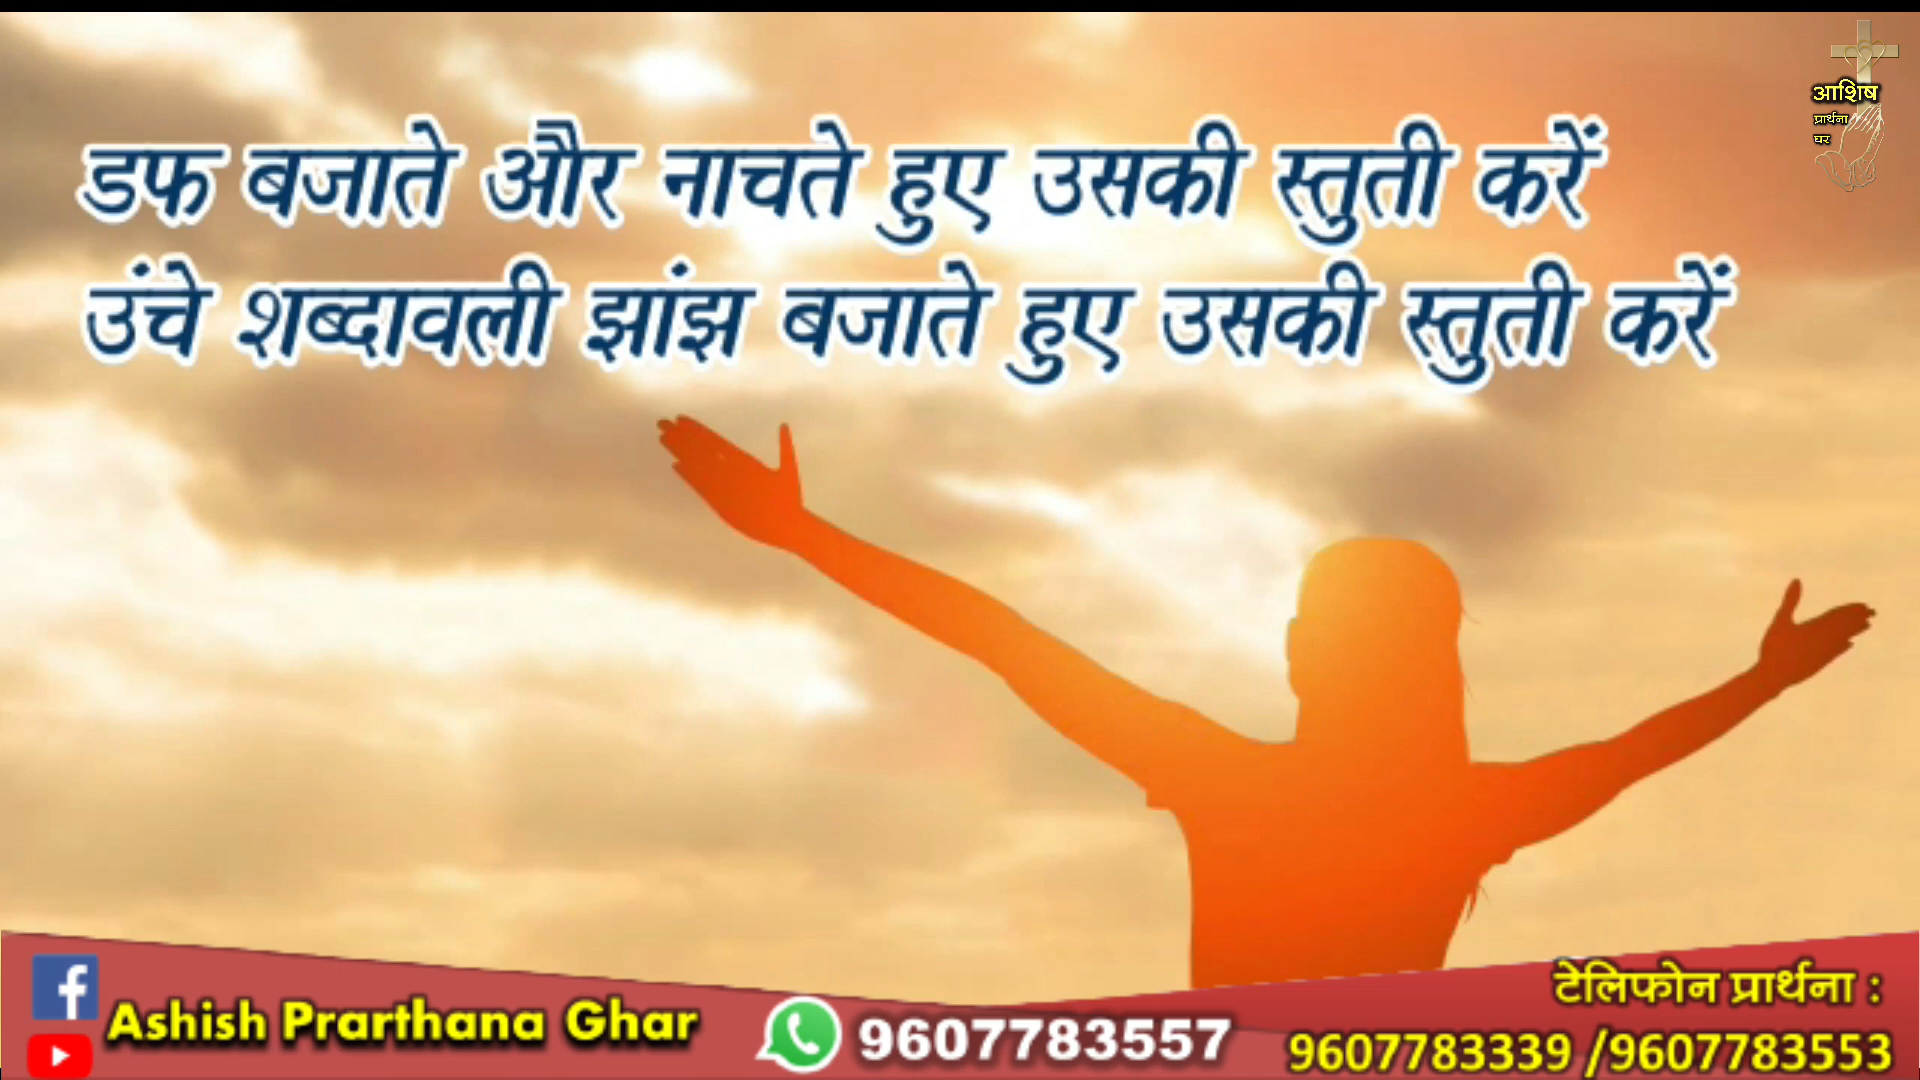 आशिष
प्रार्थना
घर
डफ बजाते और नाचते हुए उसकी स्तुती करें
उंचे शब्दावली झांझ बजाते हुए उसकी स्तुती करें
Ashish Prarthana Ghar
9607783557
टेलिफोन प्रार्थना :
9607783339 /9607783553